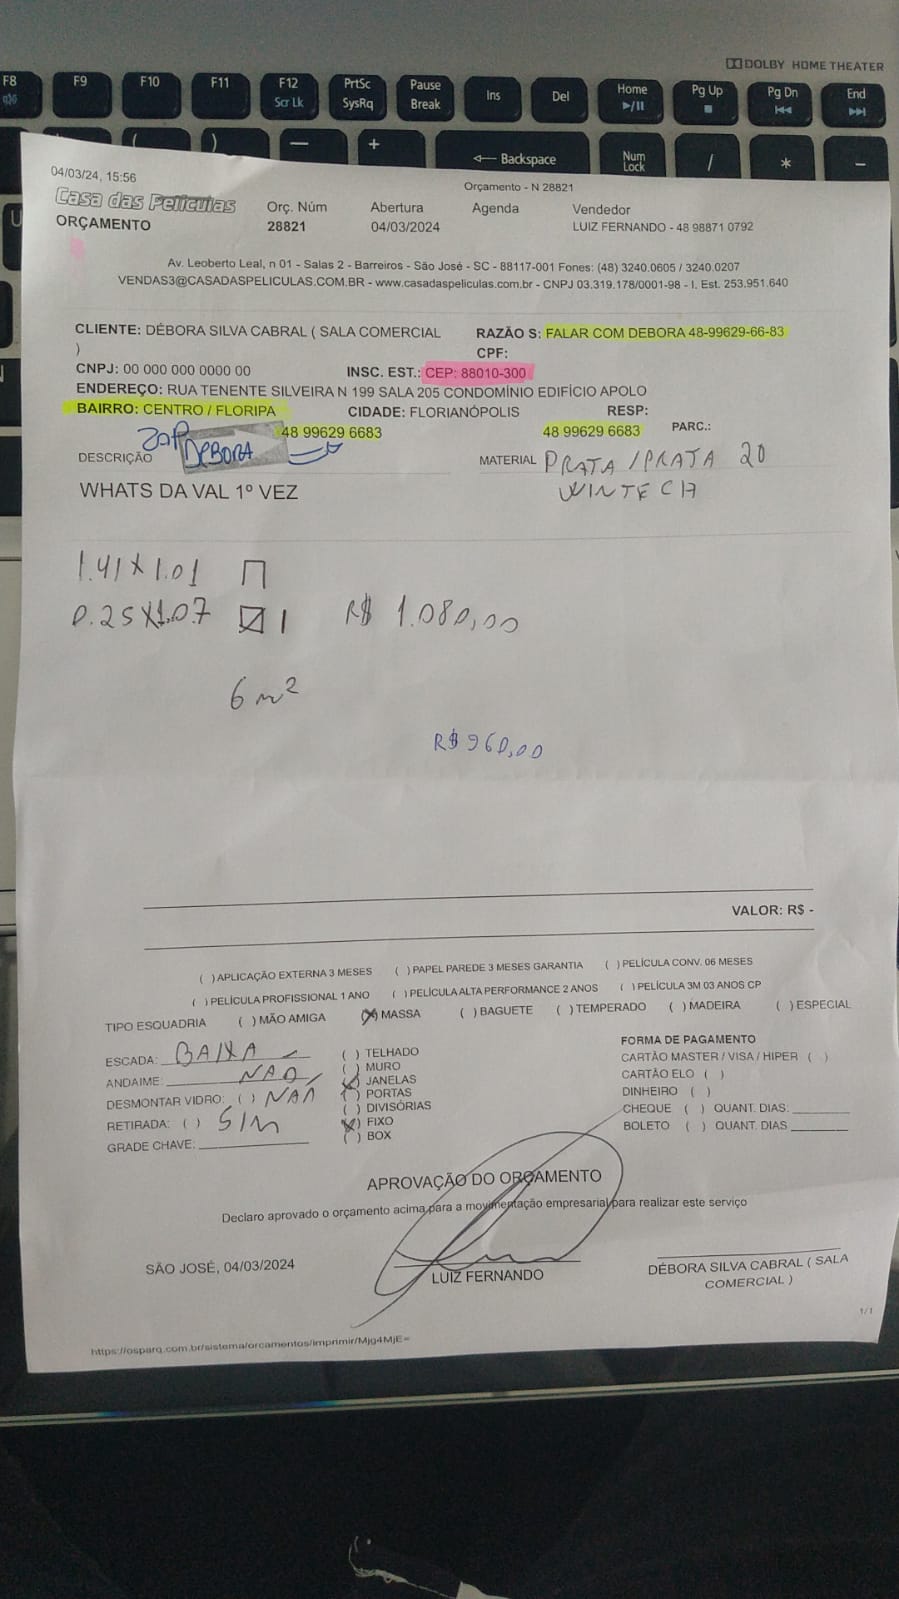 DOLBY HOME THEATER
F8 F9 F10 F11 F12 PrtSc Pause Ins Del Home Pg Up Pg Dn End
Scr Lk SysRq Break
( ) — + Backspace Num Lock / * –
U
04/03/24, 15:56 Orçamento - N 28821
Casa das Películas Orç. Núm Abertura Agenda Vendedor
ORÇAMENTO 28821 04/03/2024 LUIZ FERNANDO - 48 98871 0792
Av. Leoberto Leal, n 01 - Salas 2 - Barreiros - São José - SC - 88117-001 Fones: (48) 3240.0605 / 3240.0207
VENDAS3@CASADASPELICULAS.COM.BR - www.casadaspeliculas.com.br - CNPJ 03.319.178/0001-98 - I. Est. 253.951.640
CLIENTE: DÉBORA SILVA CABRAL ( SALA COMERCIAL RAZÃO S: FALAR COM DEBORA 48-99629-66-83
) CPF:
CNPJ: 00 000 000 0000 00 INSC. EST.: CEP: 88010-300
ENDEREÇO: RUA TENENTE SILVEIRA N 199 SALA 205 CONDOMÍNIO EDIFÍCIO APOLO
BAIRRO: CENTRO / FLORIPA CIDADE: FLORIANÓPOLIS RESP:
ZAP DEBORA 48 99629 6683 48 99629 6683 PARC.:
DESCRIÇÃO MATERIAL PRATA/PRATA 20
WHATS DA VAL 1º VEZ WINTECH
1.41 X 1.01
0.25 X 1.07 1 R$ 1.080,00
6 m²
R$ 960,00
VALOR: R$ -
( ) APLICAÇÃO EXTERNA 3 MESES ( ) PAPEL PAREDE 3 MESES GARANTIA ( ) PELÍCULA CONV. 06 MESES
( ) PELÍCULA PROFISSIONAL 1 ANO ( ) PELÍCULA ALTA PERFORMANCE 2 ANOS ( ) PELÍCULA 3M 03 ANOS CP
TIPO ESQUADRIA ( ) MÃO AMIGA (X) MASSA ( ) BAGUETE ( ) TEMPERADO ( ) MADEIRA ( ) ESPECIAL
ESCADA: BAIXA ( ) TELHADO FORMA DE PAGAMENTO
ANDAIME: NAO ( ) MURO CARTÃO MASTER / VISA / HIPER ( )
DESMONTAR VIDRO: ( ) NAO (X) JANELAS CARTÃO ELO ( )
RETIRADA: ( ) SIM ( ) PORTAS DINHEIRO ( )
GRADE CHAVE: ( ) DIVISÓRIAS CHEQUE ( ) QUANT. DIAS:
(X) FIXO BOLETO ( ) QUANT. DIAS
( ) BOX
APROVAÇÃO DO ORÇAMENTO
Declaro aprovado o orçamento acima para a movimentação empresarial para realizar este serviço
SÃO JOSÉ, 04/03/2024 LUIZ FERNANDO DÉBORA SILVA CABRAL ( SALA
COMERCIAL )
1/1
https://osparq.com.br/sistema/orcamentos/imprimir/Mjg4MjE=